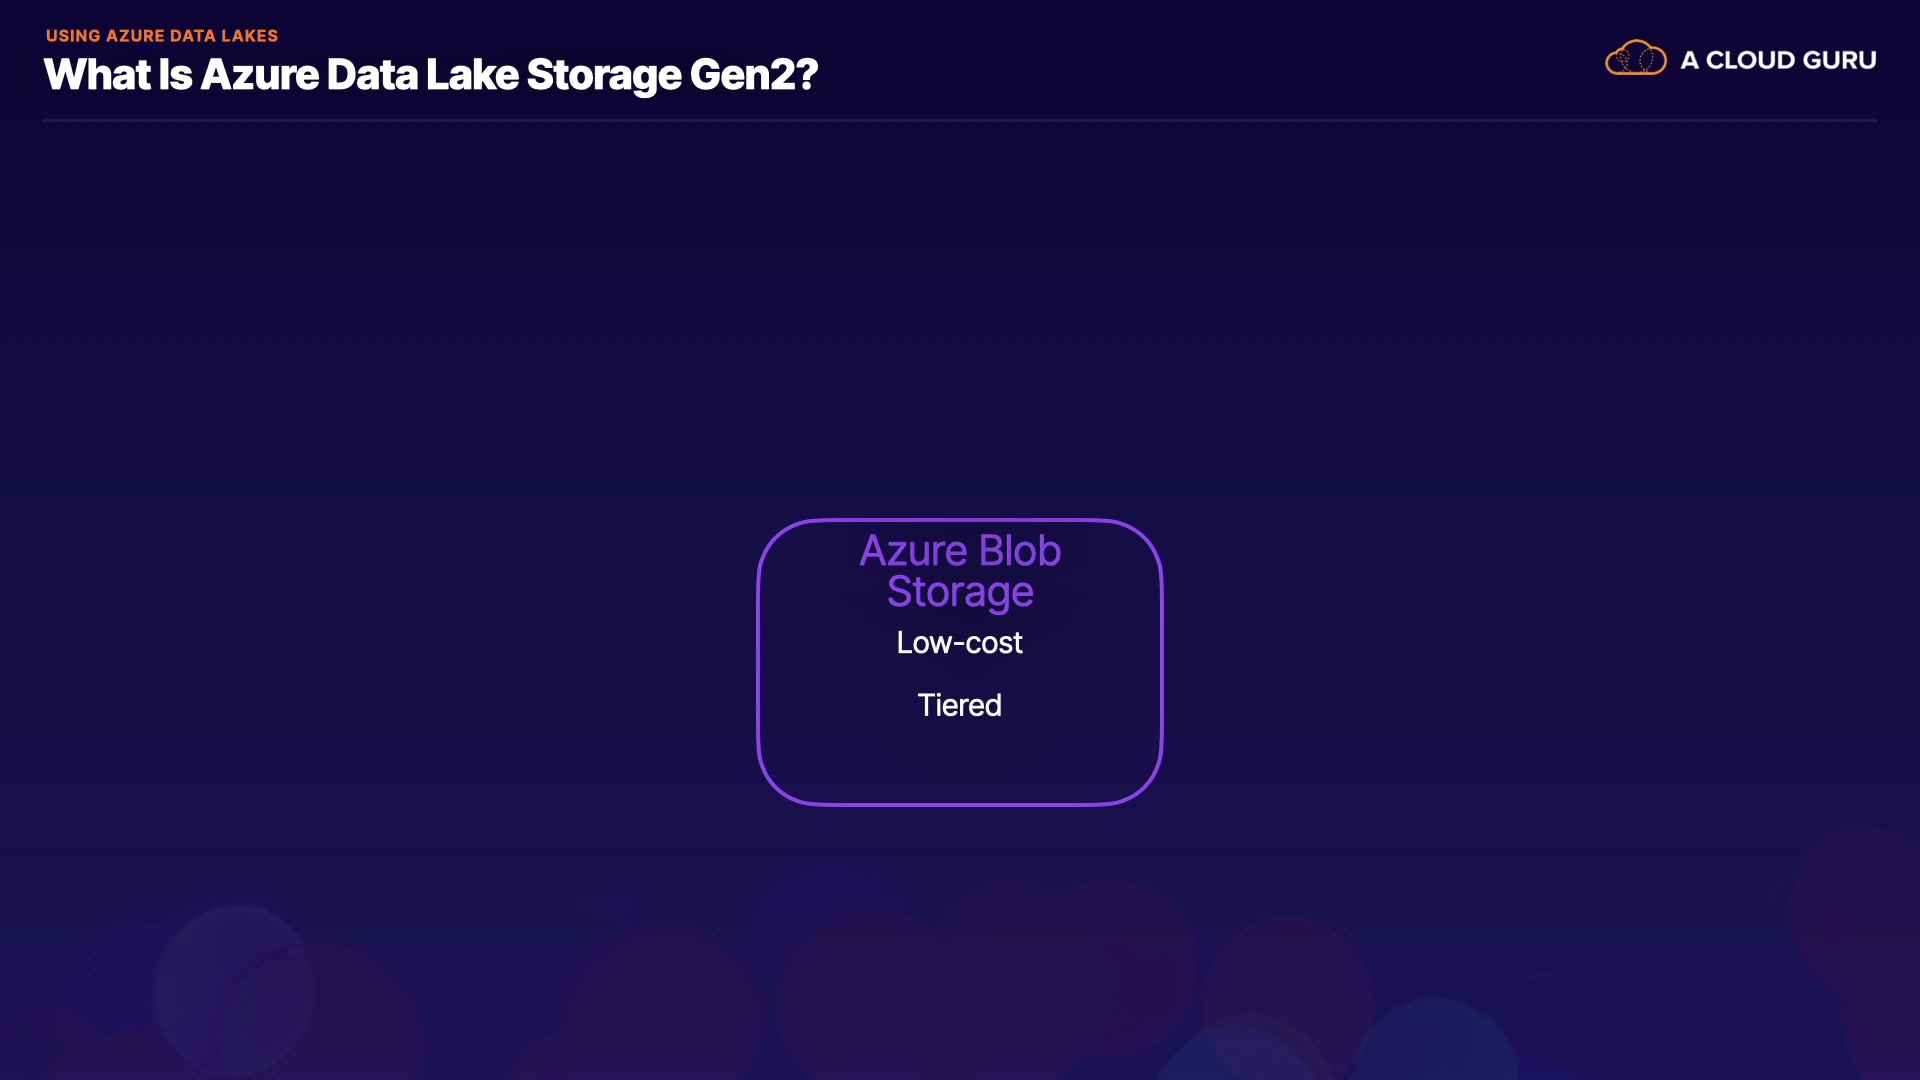 USING AZURE DATA LAKES
What Is Azure Data Lake Storage Gen2?
A CLOUD GURU
Azure Blob
Storage
Low-cost
Tiered